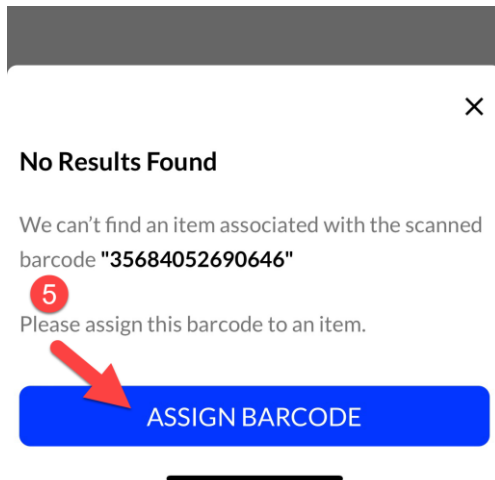 No Results Found
We can't find an item associated with the scanned
barcode "35684052690646"
5
Please assign this barcode to an item.
ASSIGN BARCODE